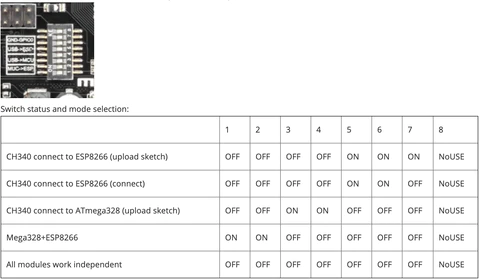 USB->ESP
USB->MCU
Switch status and mode selection:
1 2 3 4 5 6 7 8
CH340 connect to ESP8266 (upload sketch) OFF OFF OFF OFF ON ON ON NoUSE
CH340 connect to ESP8266 (connect) OFF OFF OFF OFF ON ON OFF NoUSE
CH340 connect to ATmega328 (upload sketch) OFF OFF ON ON OFF OFF OFF NoUSE
Mega328+ESP8266 ON ON OFF OFF OFF OFF OFF NoUSE
All modules work independent OFF OFF OFF OFF OFF OFF OFF NoUSE